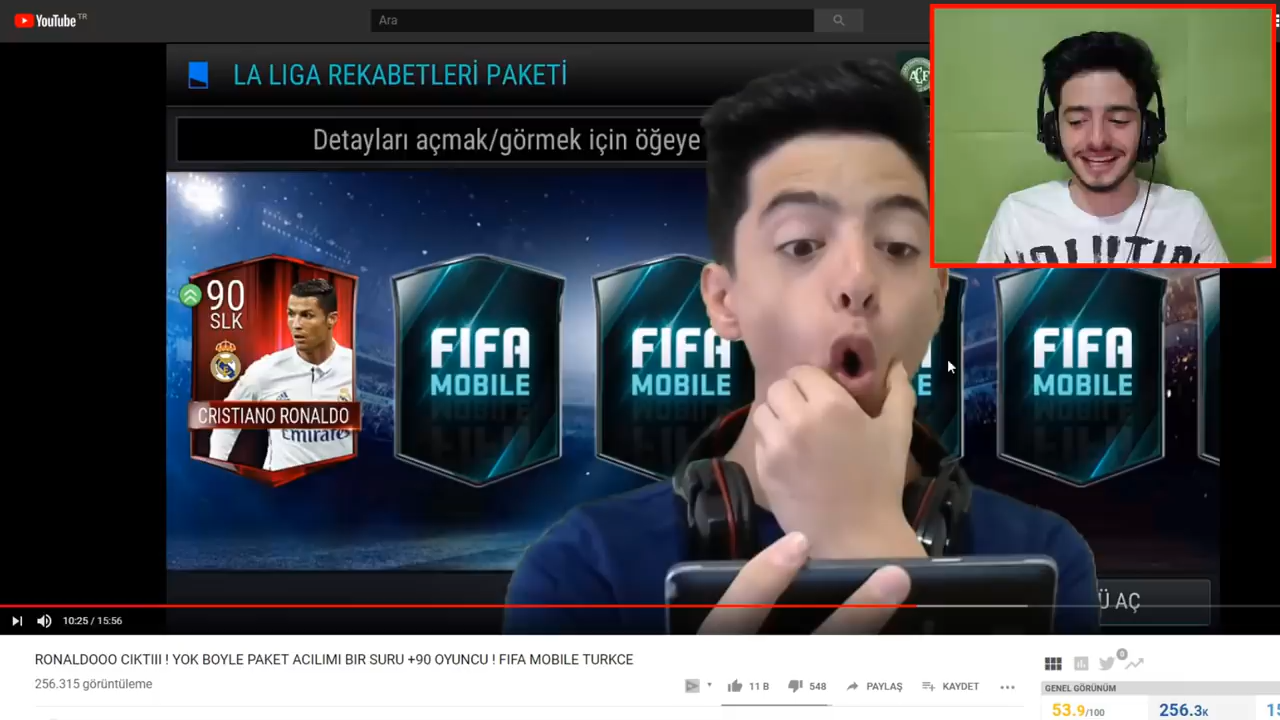 YouTube TR
Ara
LA LIGA REKABETLERİ PAKETİ
Detayları açmak/görmek için öğeye
90
SLK
CRISTIANO RONALDO
Emirates
FIFA
MOBILE
FIFA
MOBILE
FIFA
MOBILE
Ü AÇ
10:25 / 15:56
RONALDOOO CIKTIII ! YOK BOYLE PAKET ACILIMI BIR SURU +90 OYUNCU ! FIFA MOBILE TURKCE
256.315 görüntüleme
11 B
548
PAYLAŞ
KAYDET
0
GENEL GÖRÜNÜM
53.9/100
256.3K